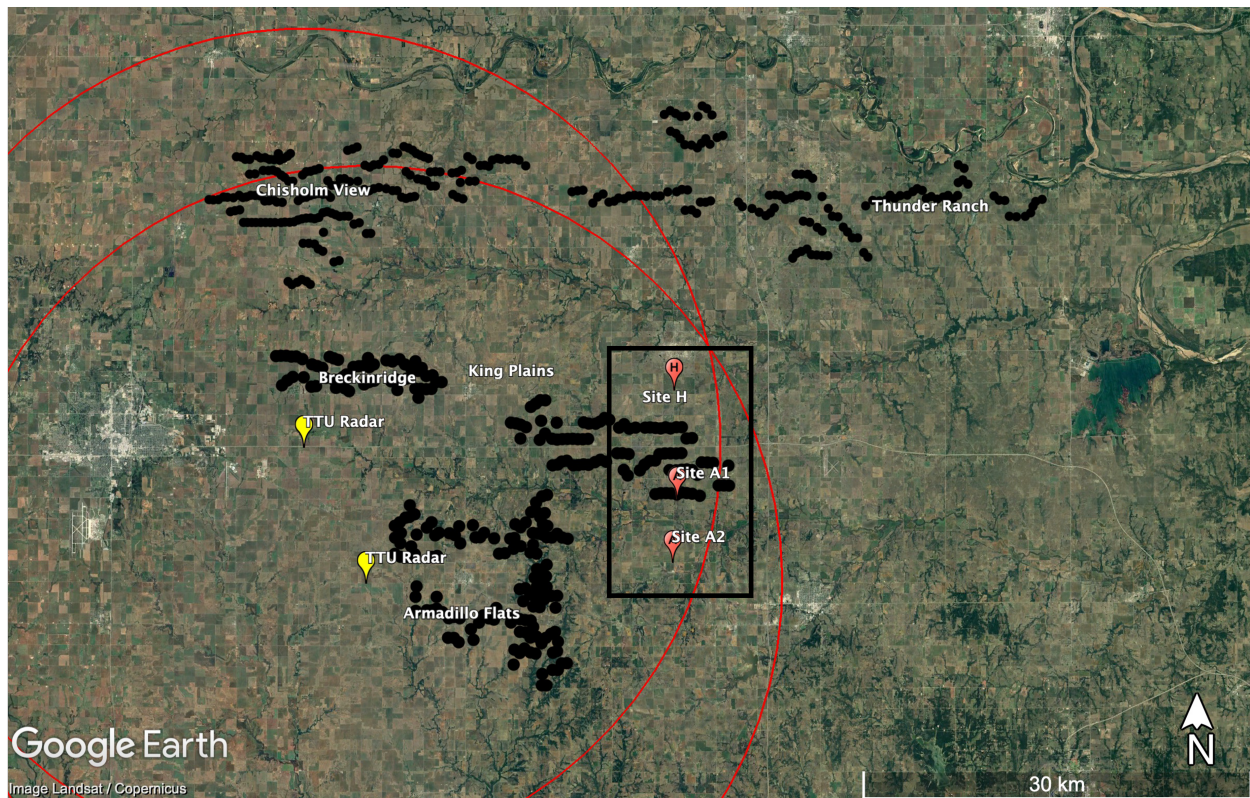 Chisholm View
Thunder Ranch
Breckinridge
King Plains
H
Site H
TTU Radar
Site A1
Site A2
TTU Radar
Armadillo Flats
N
Google Earth
30 km
Image Landsat / Copernicus